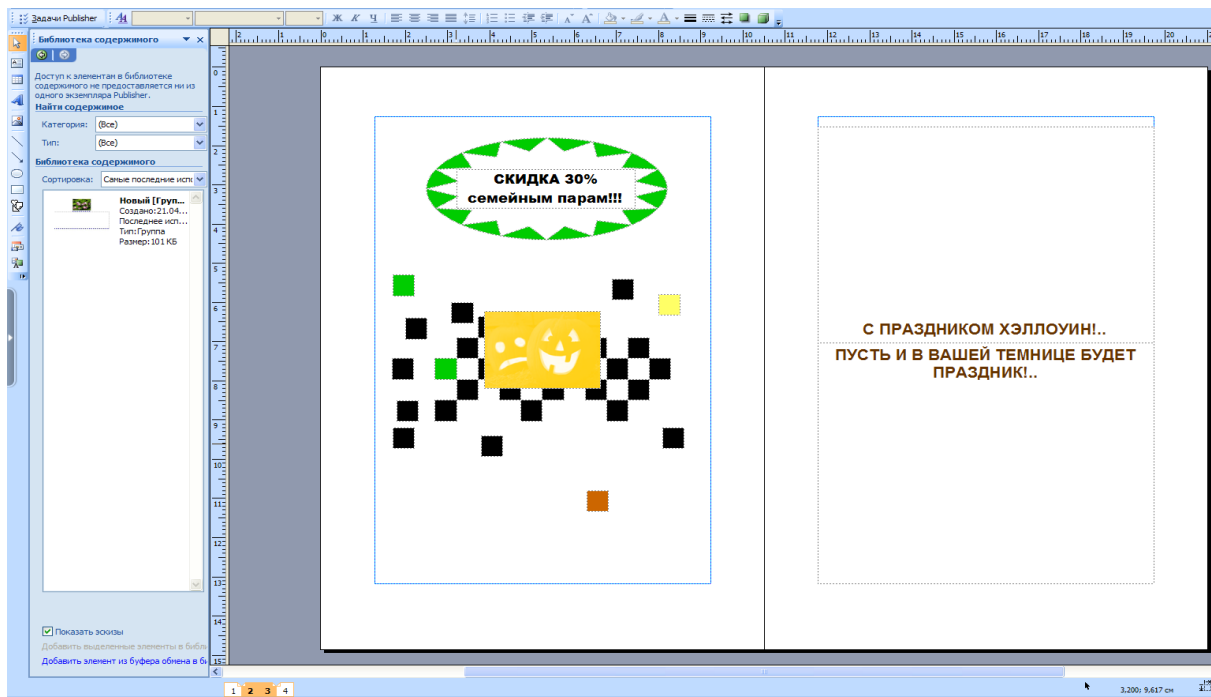 Задачи Publisher
Ж К Ч
Библиотека содержимого
Доступ к элементам в библиотеке
содержимого не предоставляется ни из
одного экземпляра Publisher.
Найти содержимое
Категория: (Все)
Тип: (Все)
Библиотека содержимого
Сортировка: Самые последние испо
Новый [Груп...
Создано:21.04...
Последнее исп...
Тип:Группа
Размер:101 КБ
Показать эскизы
Добавить выделенные элементы в библи
Добавить элемент из буфера обмена в би
СКИДКА 30%
семейным парам!!!
С ПРАЗДНИКОМ ХЭЛЛОУИН!..
ПУСТЬ И В ВАШЕЙ ТЕМНИЦЕ БУДЕТ
ПРАЗДНИК!..
1 2 3 4
3,200; 9,617 см